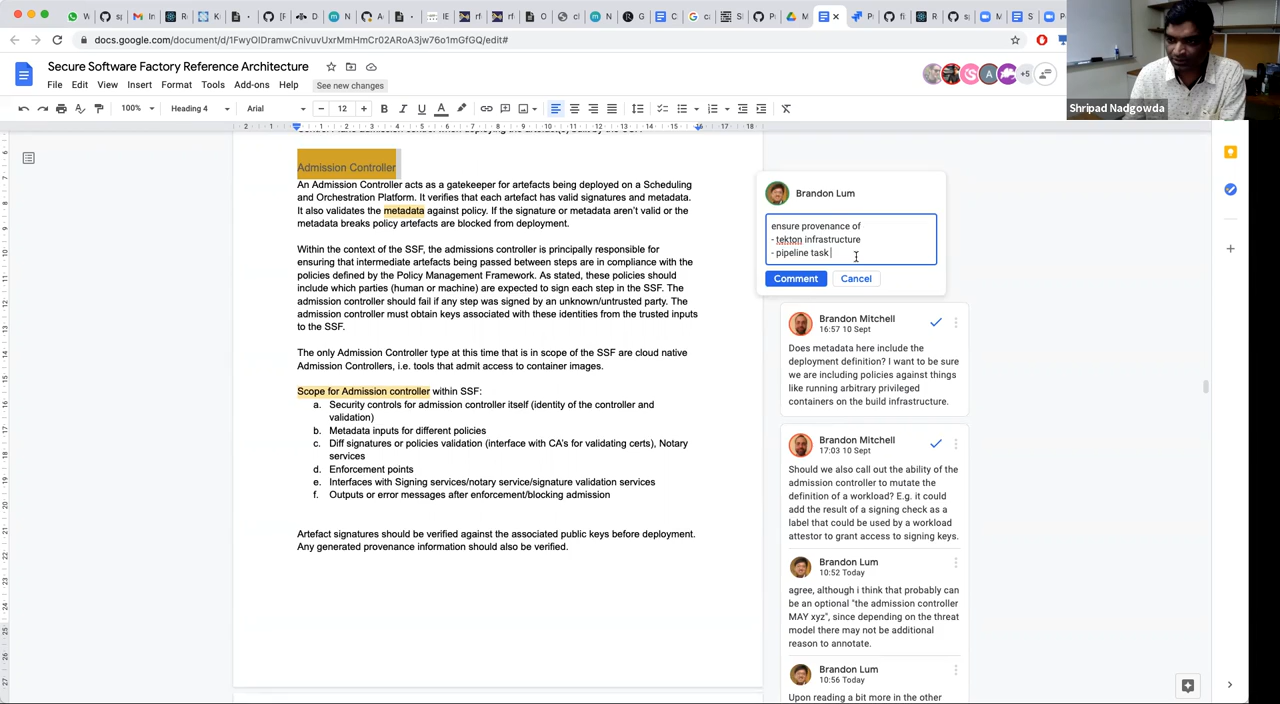 docs.google.com/document/d/1FwyOIDramwCnivuvUxrMmHmCr02ARoA3jw76o1mGfGQ/edit#
Secure Software Factory Reference Architecture
File Edit View Insert Format Tools Add-ons Help See new changes
+5
Shripad Nadgowda
100% Heading 4 Arial 12
Admission Controller
An Admission Controller acts as a gatekeeper for artefacts being deployed on a Scheduling
and Orchestration Platform. It verifies that each artefact has valid signatures and metadata.
It also validates the metadata against policy. If the signature or metadata aren't valid or the
metadata breaks policy artefacts are blocked from deployment.
Within the context of the SSF, the admissions controller is principally responsible for
ensuring that intermediate artefacts being passed between steps are in compliance with the
policies defined by the Policy Management Framework. As stated, these policies should
include which parties (human or machine) are expected to sign each step in the SSF. The
admission controller should fail if any step was signed by an unknown/untrusted party. The
admission controller must obtain keys associated with these identities from the trusted inputs
to the SSF.
The only Admission Controller type at this time that is in scope of the SSF are cloud native
Admission Controllers, i.e. tools that admit access to container images.
Scope for Admission controller within SSF:
a. Security controls for admission controller itself (identity of the controller and
validation)
b. Metadata inputs for different policies
c. Diff signatures or policies validation (interface with CA's for validating certs), Notary
services
d. Enforcement points
e. Interfaces with Signing services/notary service/signature validation services
f. Outputs or error messages after enforcement/blocking admission
Artefact signatures should be verified against the associated public keys before deployment.
Any generated provenance information should also be verified.
Brandon Lum
ensure provenance of
- tekton infrastructure
- pipeline task
Comment Cancel
Brandon Mitchell
16:57 10 Sept
Does metadata here include the
deployment definition? I want to be sure
we are including policies against things
like running arbitrary privileged
containers on the build infrastructure.
Brandon Mitchell
17:03 10 Sept
Should we also call out the ability of the
admission controller to mutate the
definition of a workload? E.g. it could
add the result of a signing check as a
label that could be used by a workload
attestor to grant access to signing keys.
Brandon Lum
10:52 Today
agree, although i think that probably can
be an optional "the admission controller
MAY xyz", since depending on the threat
model there may not be additional
reason to annotate.
Brandon Lum
10:56 Today
Upon reading a bit more in the other